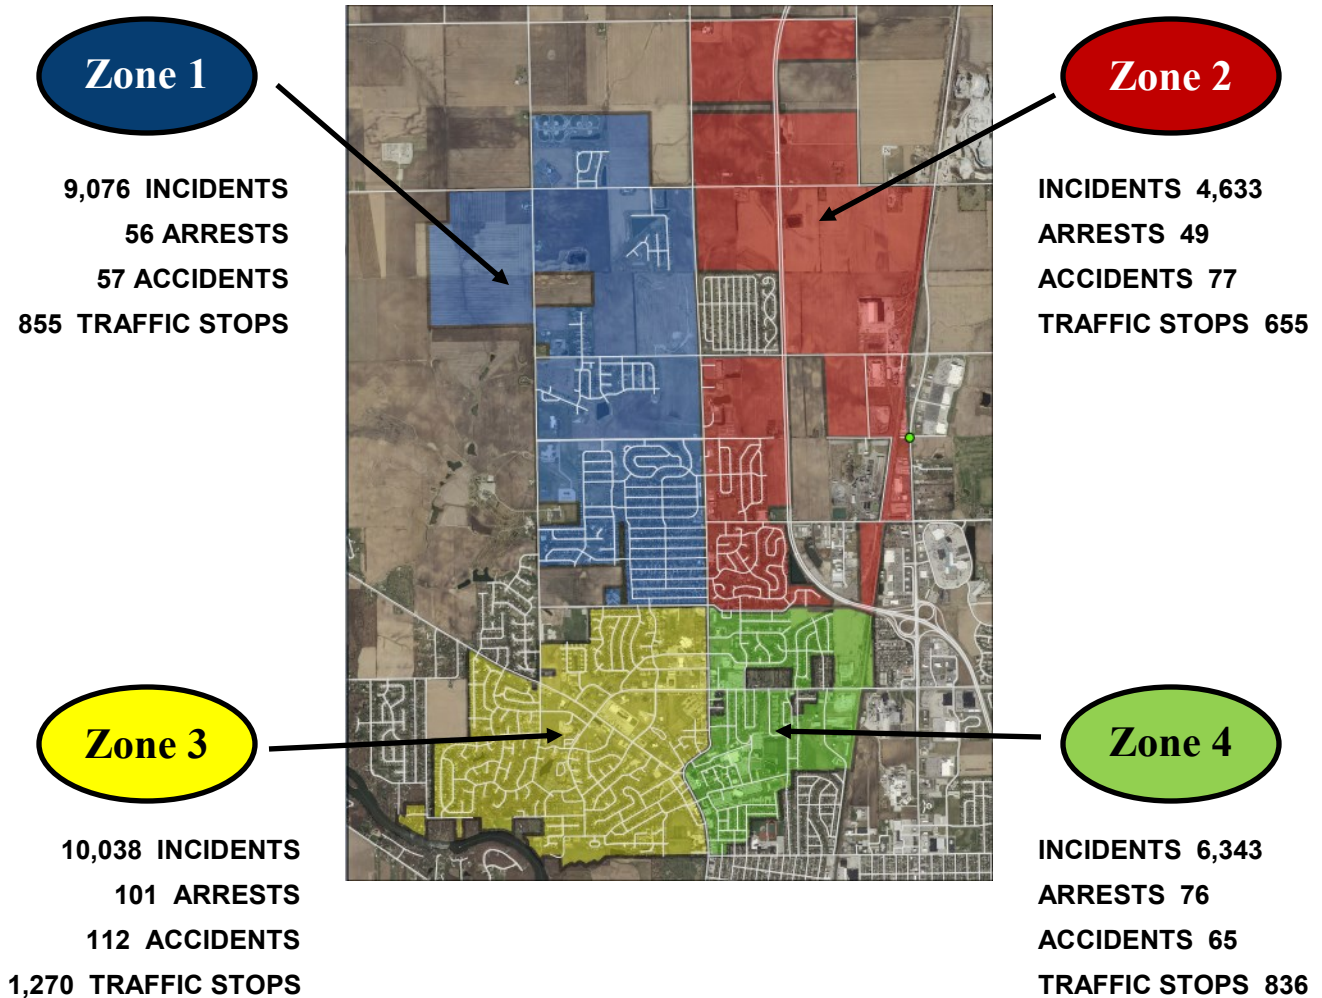 Zone 1
9,076 INCIDENTS
56 ARRESTS
57 ACCIDENTS
855 TRAFFIC STOPS
Zone 2
INCIDENTS 4,633
ARRESTS 49
ACCIDENTS 77
TRAFFIC STOPS 655
Zone 3
10,038 INCIDENTS
101 ARRESTS
112 ACCIDENTS
1,270 TRAFFIC STOPS
Zone 4
INCIDENTS 6,343
ARRESTS 76
ACCIDENTS 65
TRAFFIC STOPS 836